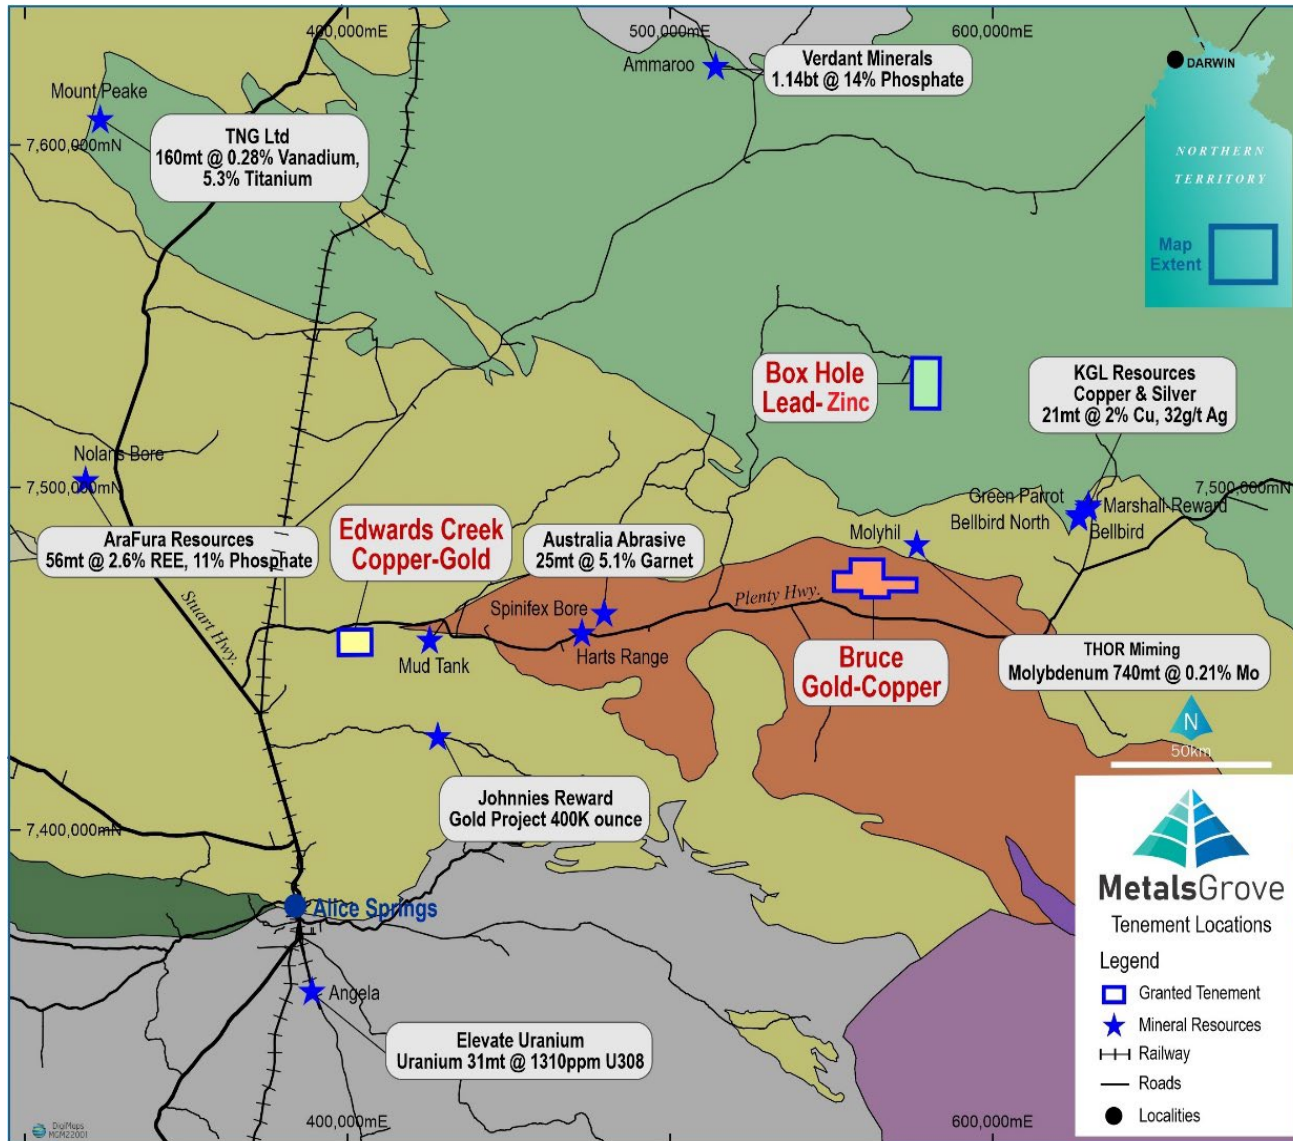 400,000mE
500,000mE
600,000mE
Ammaroo
Verdant Minerals
1.14bt @ 14% Phosphate
DARWIN
NORTHERN
TERRITORY
Map
Extent
Mount Peake
TNG Ltd
160mt @ 0.28% Vanadium,
5.3% Titanium
7,600,000mN
Box Hole
Lead- Zinc
KGL Resources
Copper & Silver
21mt @ 2% Cu, 32g/t Ag
Nolans Bore
7,500,000mN
7,500,000mN
Green Parrot
Marshall Reward
Bellbird North
Bellbird
AraFura Resources
56mt @ 2.6% REE, 11% Phosphate
Edwards Creek
Copper-Gold
Australia Abrasive
25mt @ 5.1% Garnet
Molyhil
Stuart Hwy.
Spinifex Bore
Plenty Hwy.
Mud Tank
Harts Range
Bruce
Gold-Copper
THOR Miming
Molybdenum 740mt @ 0.21% Mo
N
50km
Johnnies Reward
Gold Project 400K ounce
7,400,000mN
Alice Springs
Angela
Elevate Uranium
Uranium 31mt @ 1310ppm U308
MetalsGrove
Tenement Locations
Legend
Granted Tenement
Mineral Resources
Railway
Roads
Localities
DigiMaps
MGM22001
400,000mE
600,000mE